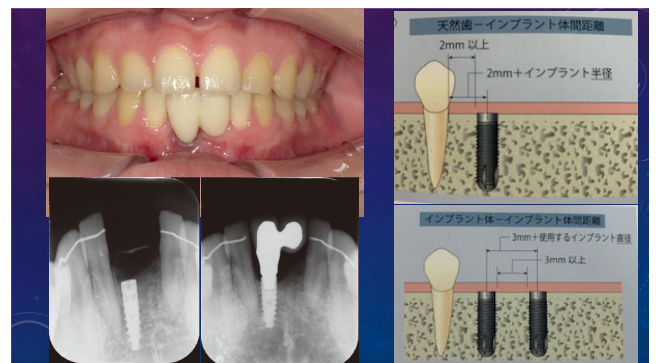 天然歯－インプラント体間距離
2mm 以上
2mm＋インプラント半径
インプラント体－インプラント体間距離
3mm＋使用するインプラント直径
3mm 以上